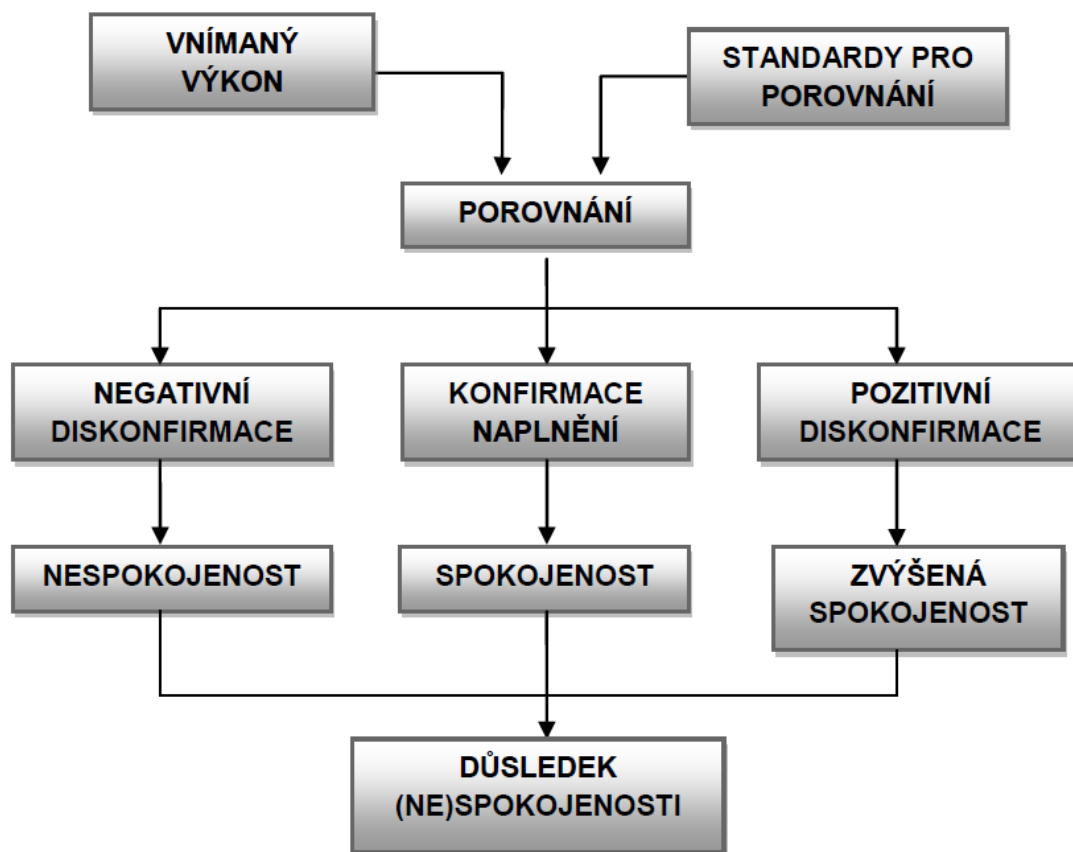 VNÍMANÝ
VÝKON
STANDARDY PRO
POROVNÁNÍ
POROVNÁNÍ
NEGATIVNÍ
DISKONFIRMACE
KONFIRMACE
NAPLNĚNÍ
POZITIVNÍ
DISKONFIRMACE
NESPOKOJENOST
SPOKOJENOST
ZVÝŠENÁ
SPOKOJENOST
DŮSLEDEK
(NE)SPOKOJENOSTI